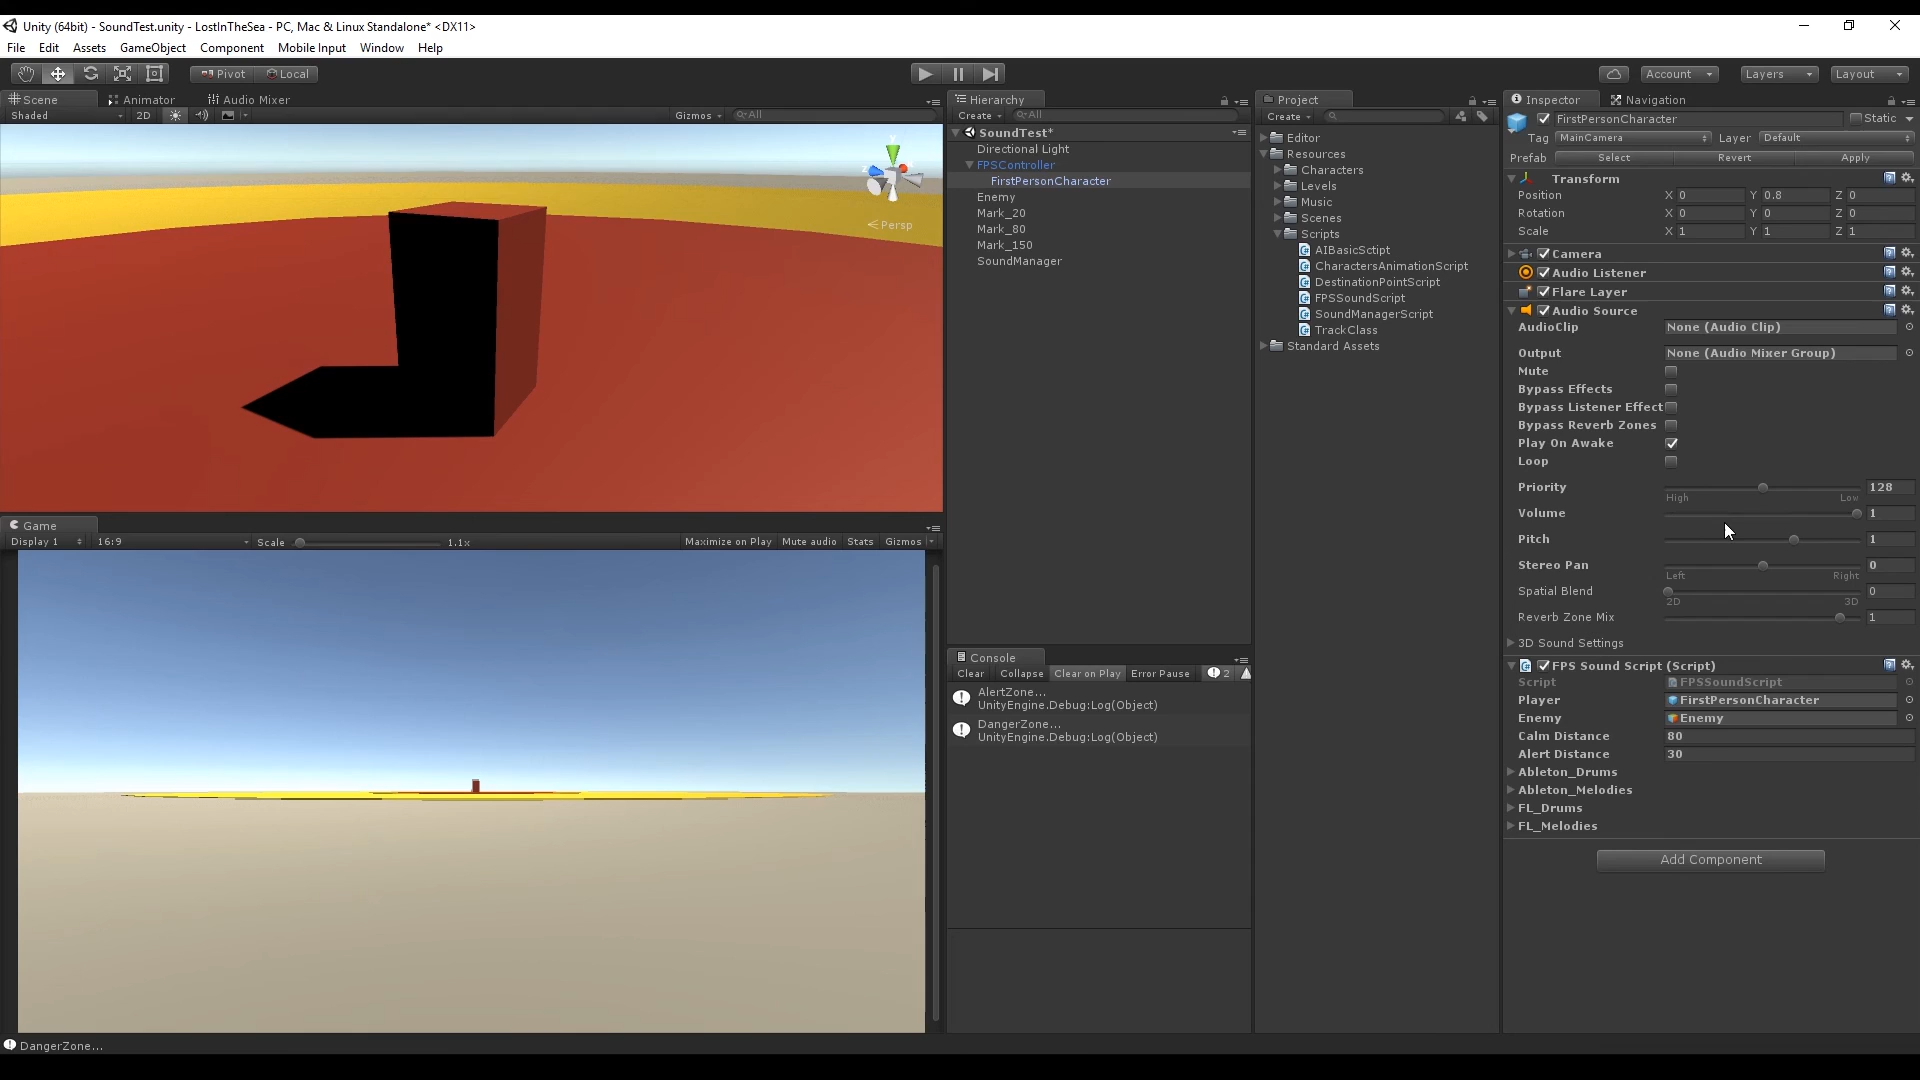 Unity (64bit) - SoundTest.unity - LostInTheSea - PC, Mac & Linux Standalone* <DX11>
File Edit Assets GameObject Component Mobile Input Window Help
Pivot Local Account Layers Layout
Scene Animator Audio Mixer
Shaded 2D Gizmos All
y
x
z
Persp
Game
Display 1 16:9 Scale 1.1x Maximize on Play Mute audio Stats Gizmos
DangerZone...
Hierarchy
Create All
SoundTest*
Directional Light
FPSController
FirstPersonCharacter
Enemy
Mark_20
Mark_80
Mark_150
SoundManager
Console
Clear Collapse Clear on Play Error Pause 2
AlertZone...
UnityEngine.Debug:Log(Object)
DangerZone...
UnityEngine.Debug:Log(Object)
Project
Create
Editor
Resources
Characters
Levels
Music
Scenes
Scripts
AIBasicSctipt
CharactersAnimationScript
DestinationPointScript
FPSSoundScript
SoundManagerScript
TrackClass
Standard Assets
Inspector Navigation
FirstPersonCharacter Static
Tag MainCamera Layer Default
Prefab Select Revert Apply
Transform
Position X 0 Y 0.8 Z 0
Rotation X 0 Y 0 Z 0
Scale X 1 Y 1 Z 1
Camera
Audio Listener
Flare Layer
Audio Source
AudioClip None (Audio Clip)
Output None (Audio Mixer Group)
Mute
Bypass Effects
Bypass Listener Effect
Bypass Reverb Zones
Play On Awake
Loop
Priority 128
High Low
Volume 1
Pitch 1
Stereo Pan 0
Left Right
Spatial Blend 0
2D 3D
Reverb Zone Mix 1
3D Sound Settings
FPS Sound Script (Script)
Script FPSSoundScript
Player FirstPersonCharacter
Enemy Enemy
Calm Distance 80
Alert Distance 30
Ableton_Drums
Ableton_Melodies
FL_Drums
FL_Melodies
Add Component